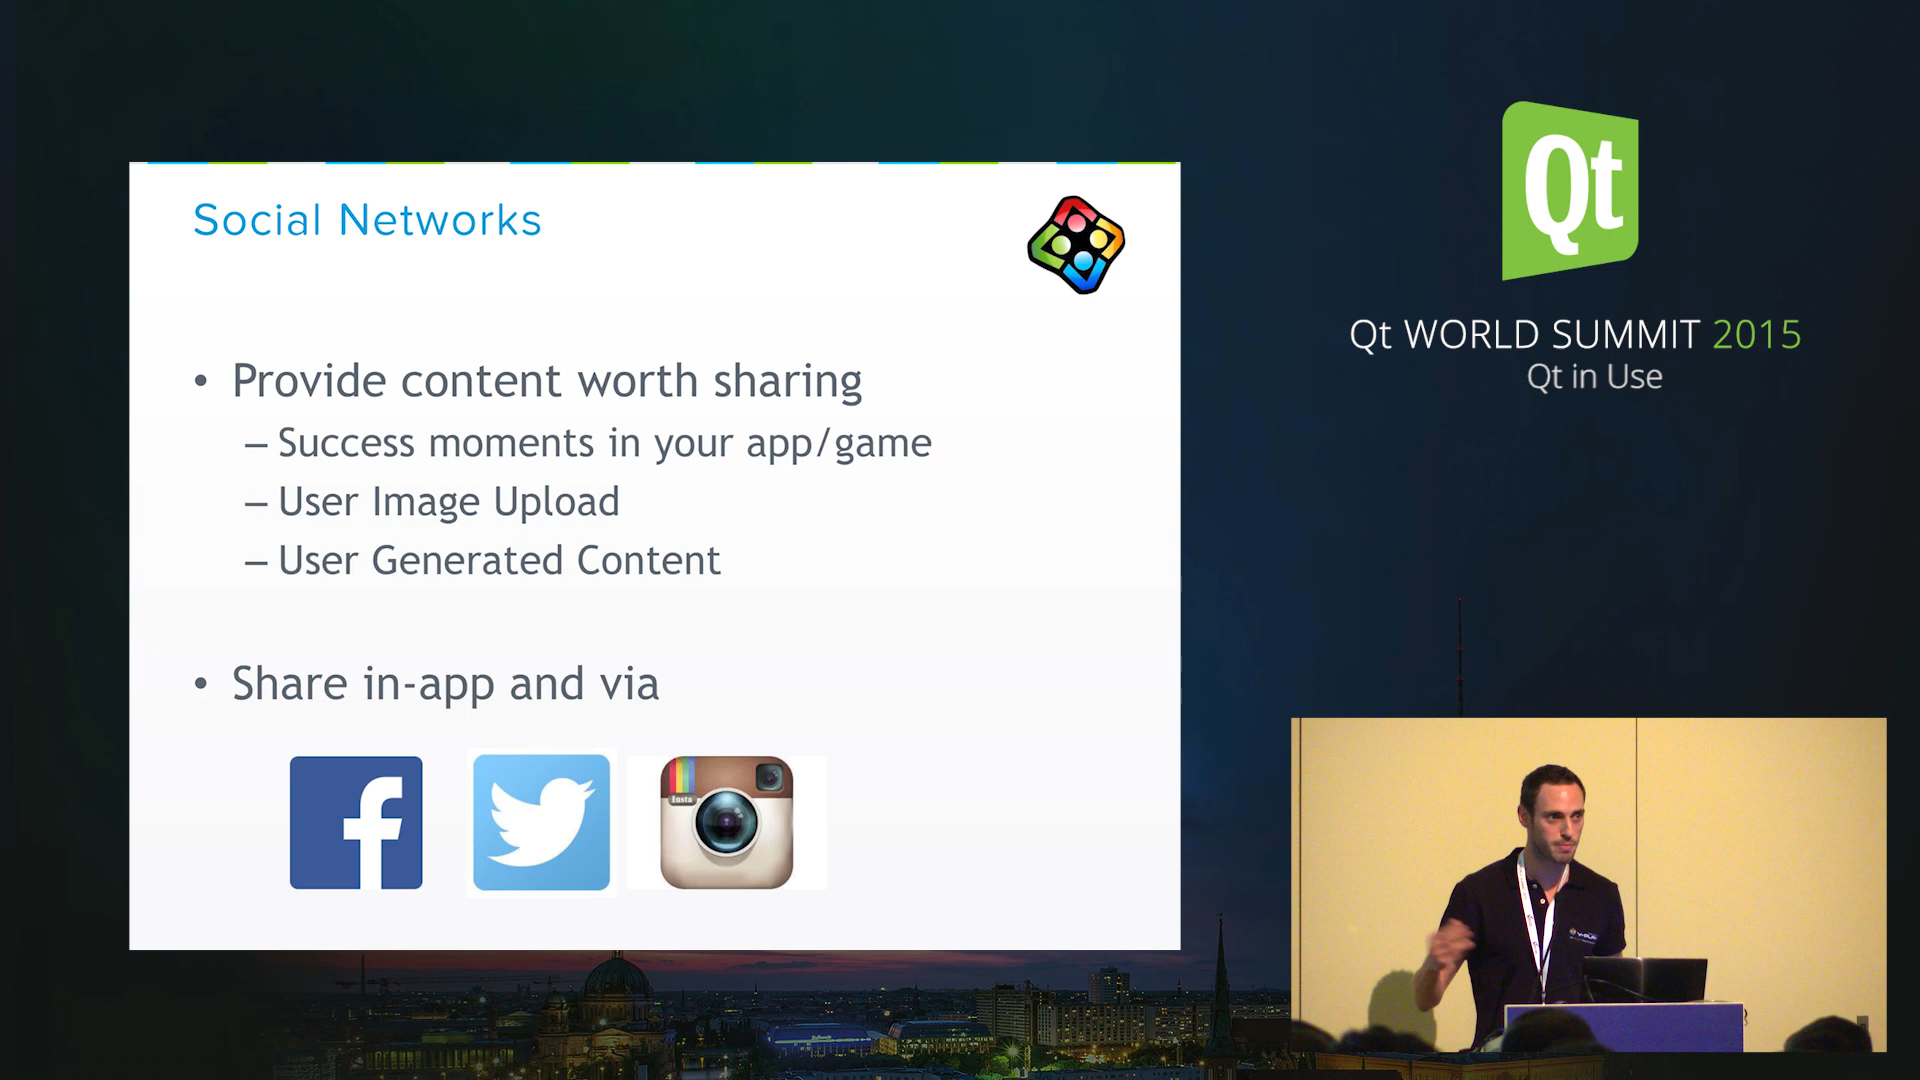 Social Networks
• Provide content worth sharing
– Success moments in your app/game
– User Image Upload
– User Generated Content
• Share in-app and via
f
Insta
Qt
Qt WORLD SUMMIT 2015
Qt in Use